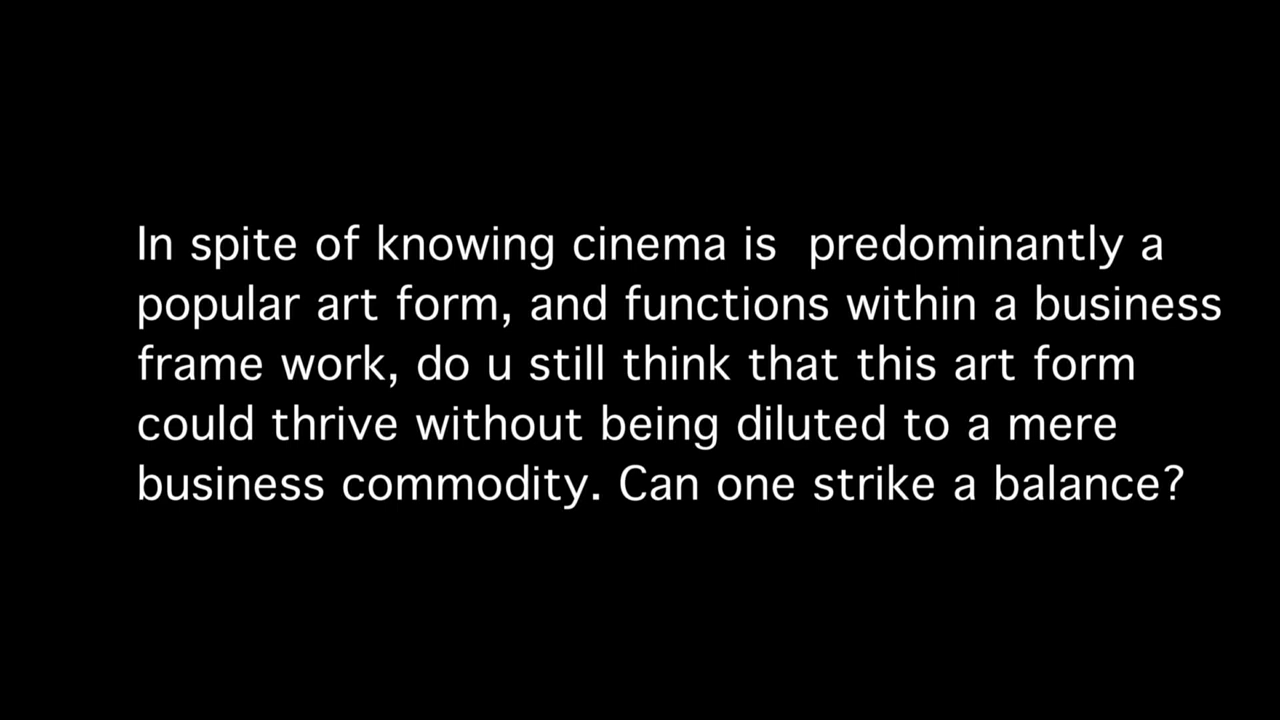 In spite of knowing cinema is  predominantly a
popular art form, and functions within a business
frame work, do u still think that this art form
could thrive without being diluted to a mere
business commodity. Can one strike a balance?